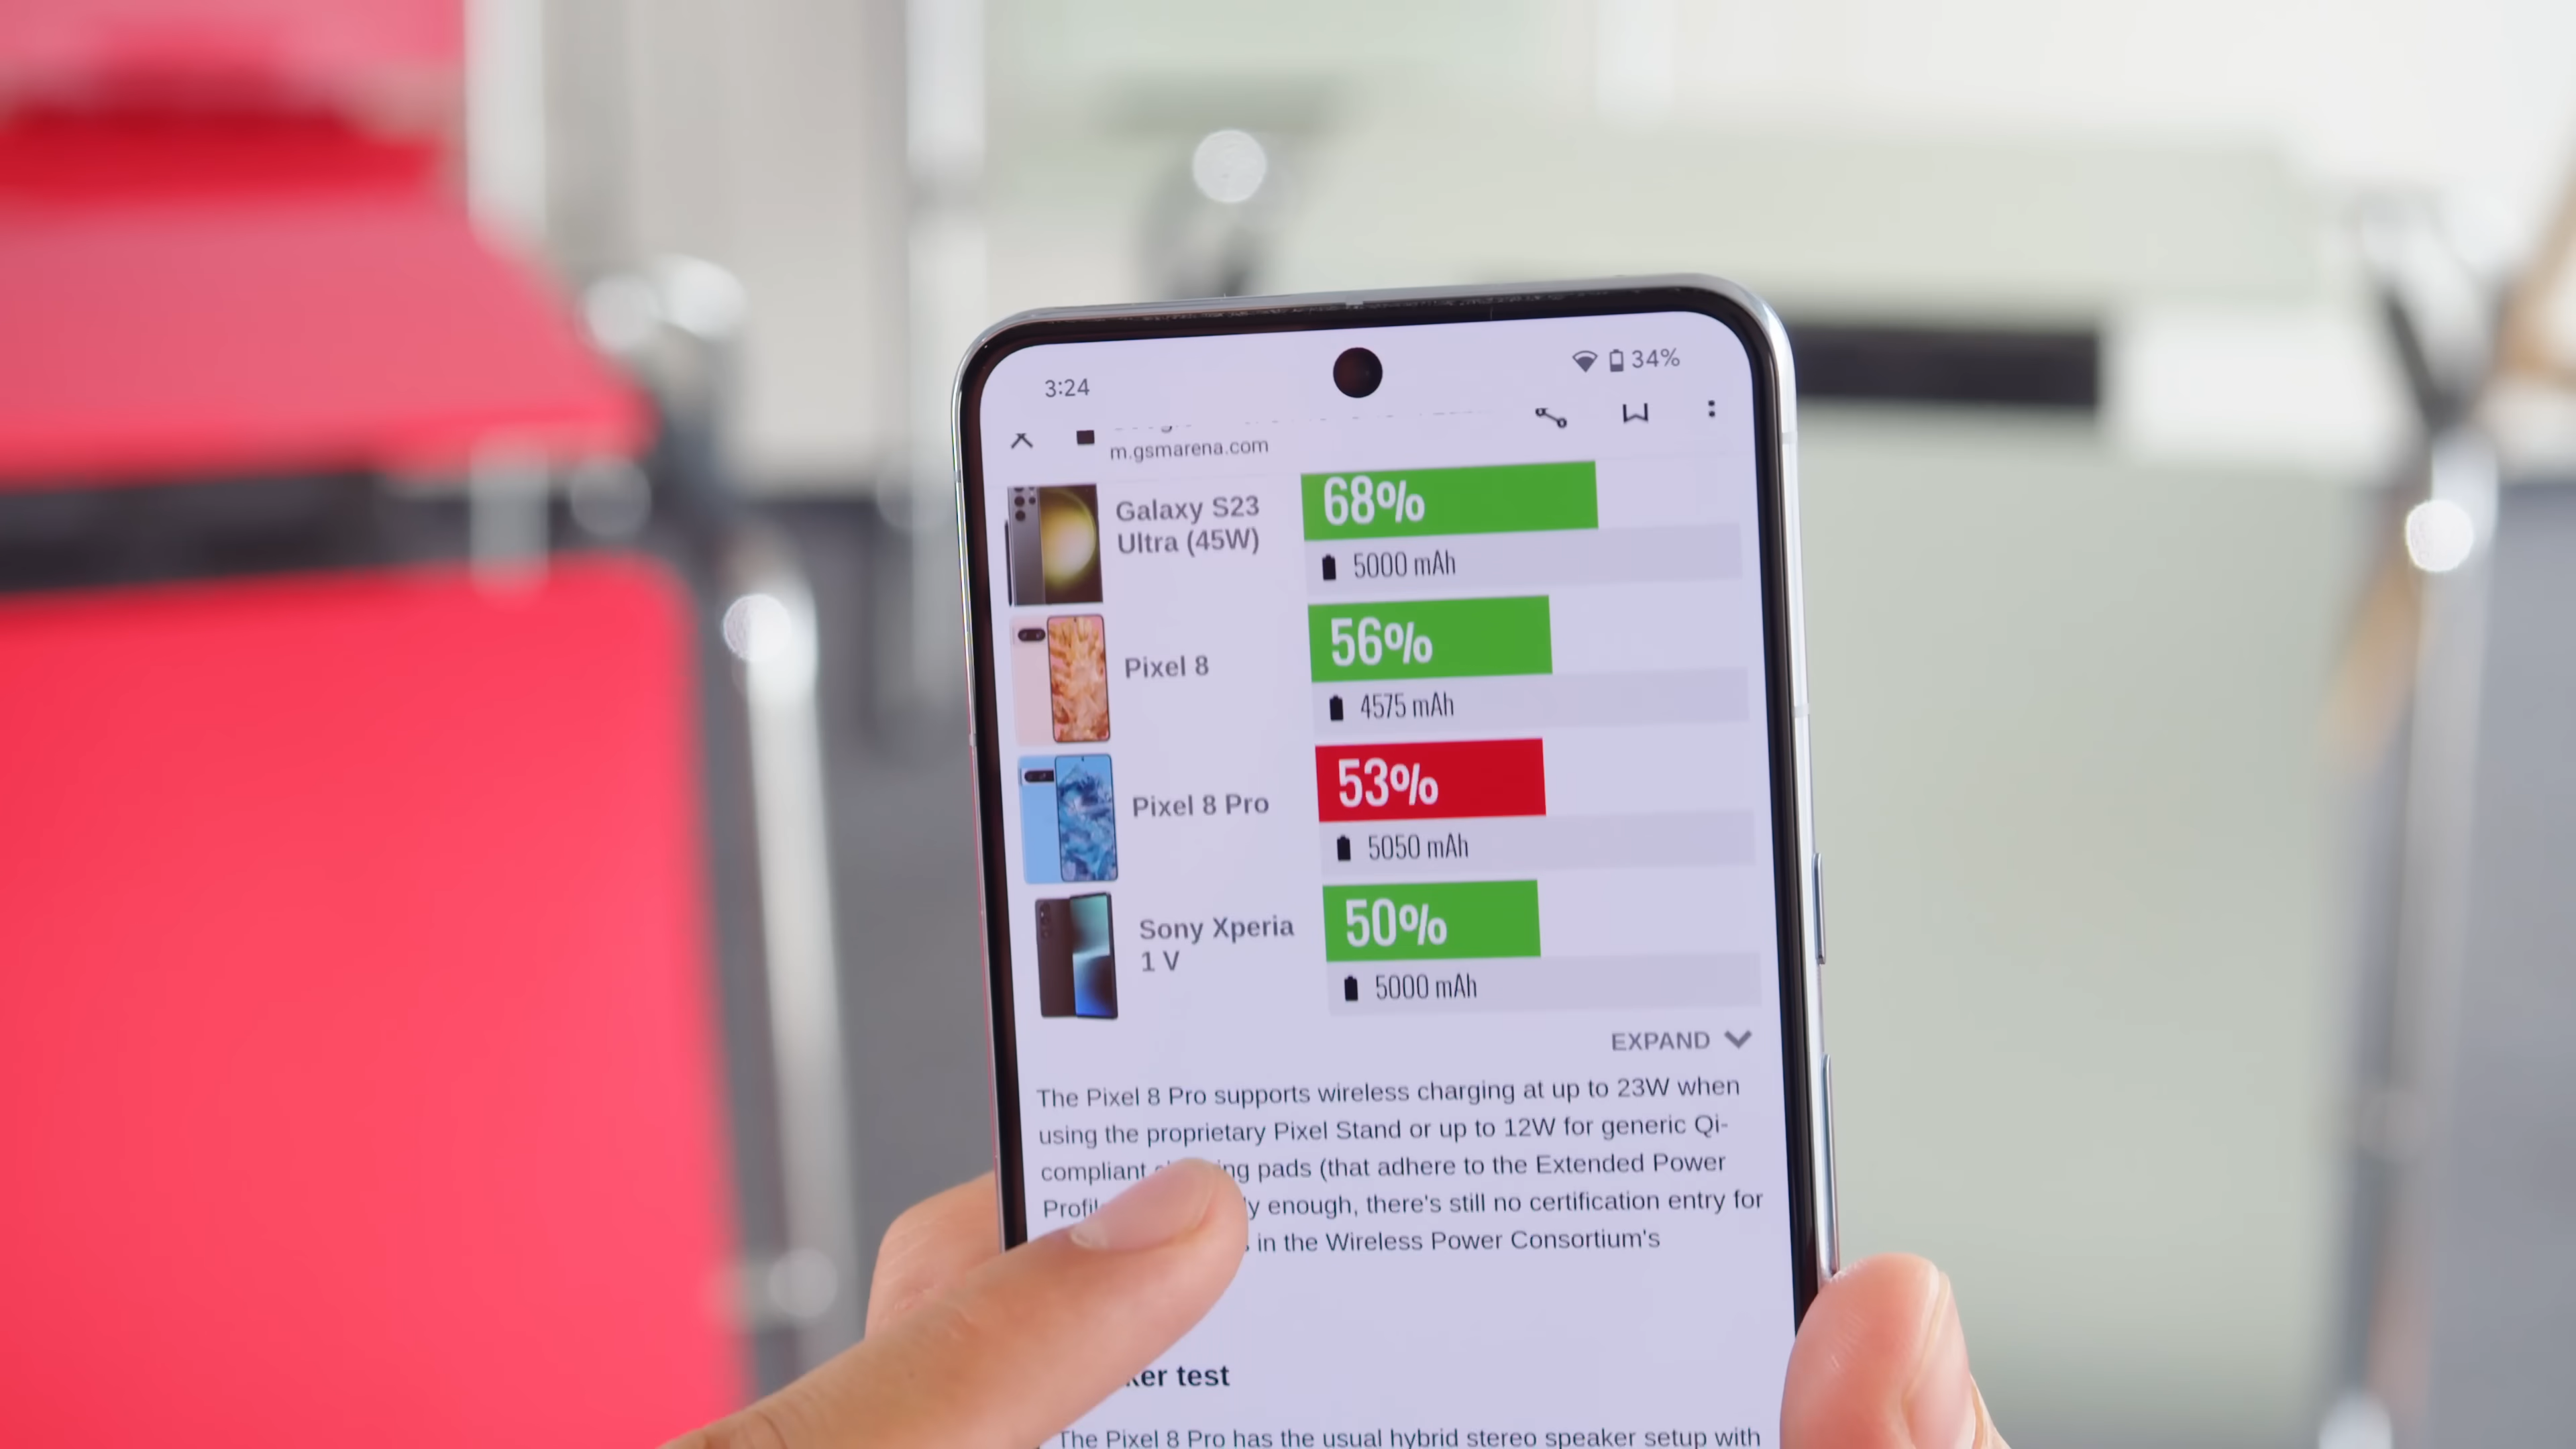 3:24
34%
m.gsmarena.com
Galaxy S23
Ultra (45W)
68%
5000 mAh
Pixel 8
56%
4575 mAh
Pixel 8 Pro
53%
5050 mAh
Sony Xperia
1 V
50%
5000 mAh
EXPAND
The Pixel 8 Pro supports wireless charging at up to 23W when
using the proprietary Pixel Stand or up to 12W for generic Qi-
compliant pads (that adhere to the Extended Power
enough, there's still no certification entry for
in the Wireless Power Consortium's
test
The Pixel 8 Pro has the usual hybrid stereo speaker setup with